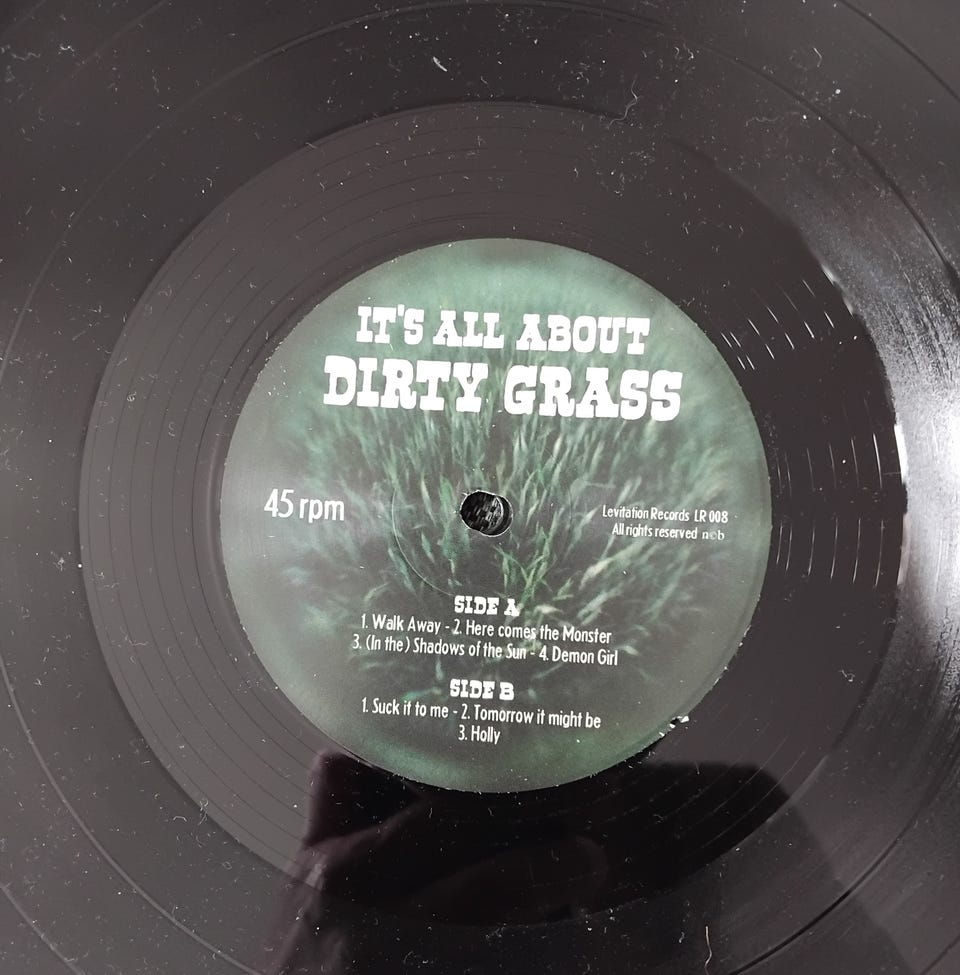 IT'S ALL ABOUT
DIRTY GRASS
45 rpm
Levitation Records LR 008
All rights reserved n©b
SIDE A
1. Walk Away - 2. Here comes the Monster
3. (In the) Shadows of the Sun - 4. Demon Girl
SIDE B
1. Suck it to me - 2. Tomorrow it might be
3. Holly